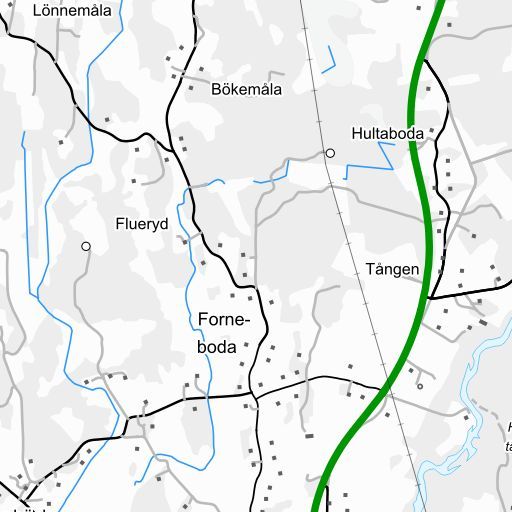 Lönnemåla
Bökemåla
Hultaboda
Flueryd
Tången
Forne-
boda